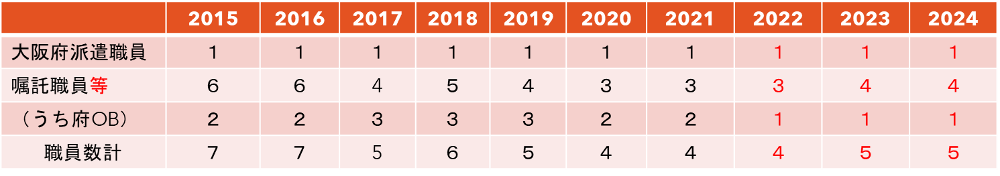 2015 2016 2017 2018 2019 2020 2021 2022 2023 2024
大阪府派遣職員 1 1 1 1 1 1 1 1 1 1
嘱託職員等 6 6 4 5 4 3 3 3 4 4
（うち府OB） 2 2 3 3 3 2 2 1 1 1
職員数計 7 7 5 6 5 4 4 4 5 5